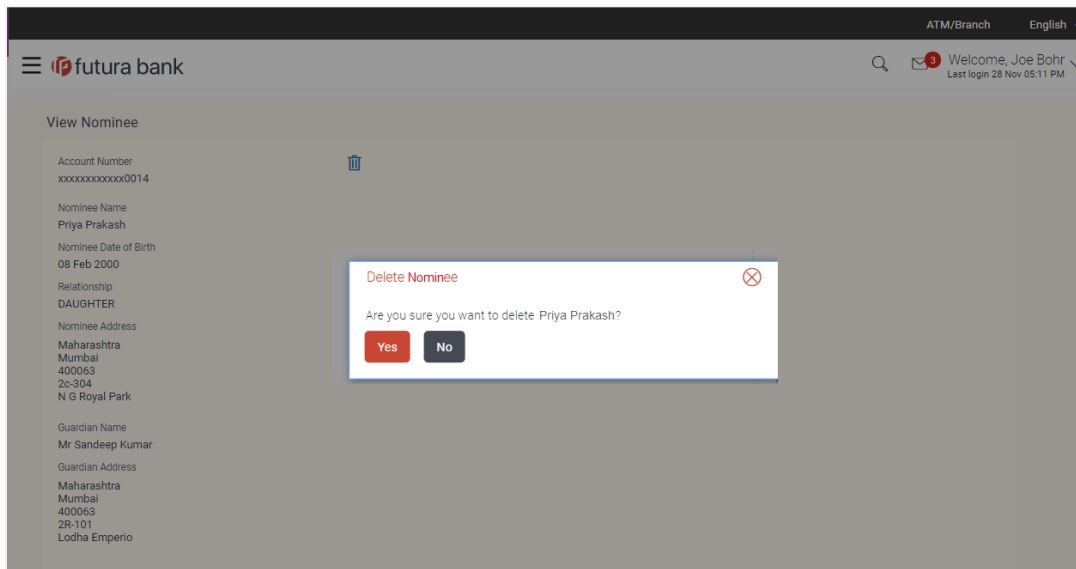 ATM/Branch English
futura bank
3
Welcome, Joe Bohr
Last login 28 Nov 05:11 PM
View Nominee
Account Number
xxxxxxxxxxxx0014
Nominee Name
Priya Prakash
Nominee Date of Birth
08 Feb 2000
Relationship
DAUGHTER
Nominee Address
Maharashtra
Mumbai
400063
2c-304
N G Royal Park
Guardian Name
Mr Sandeep Kumar
Guardian Address
Maharashtra
Mumbai
400063
2R-101
Lodha Emperio
Delete Nominee
Are you sure you want to delete Priya Prakash?
Yes No